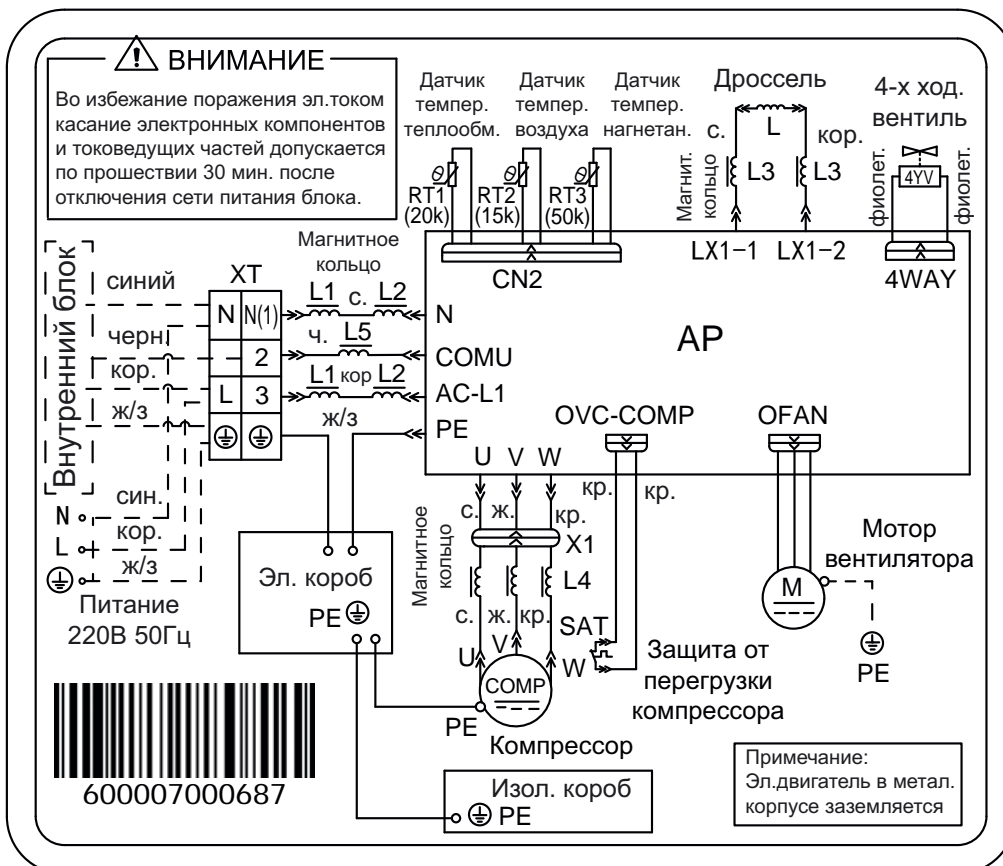 ВНИМАНИЕ
Во избежание поражения эл.током
касание электронных компонентов
и токоведущих частей допускается
по прошествии 30 мин. после
отключения сети питания блока.
Датчик
темпер.
теплообм.
Датчик
темпер.
воздуха
Датчик
темпер.
нагнетан.
Дроссель
с.
L
кор.
Магнит.
кольцо
L3
L3
4-х ход.
вентиль
фиолет.
4YV
фиолет.
RT1
(20k)
RT2
(15k)
RT3
(50k)
CN2
LX1-1
LX1-2
4WAY
AP
Внутренний блок
синий
черн.
кор.
ж/з
XT
N
N(1)
2
L
3
Магнитное
кольцо
L1
с.
L2
ч.
L5
L1
кор
L2
ж/з
N
COMU
AC-L1
PE
U
V
W
OVC-COMP
OFAN
N
син.
L
кор.
ж/з
Питание
220В 50Гц
Эл. короб
PE
с.
ж.
кр.
кр.
кр.
Магнитное
кольцо
X1
L4
с.
ж.
кр.
U
V
W
SAT
COMP
PE
Компрессор
Защита от
перегрузки
компрессора
M
Мотор
вентилятора
PE
Изол. короб
PE
Примечание:
Эл.двигатель в метал.
корпусе заземляется
600007000687